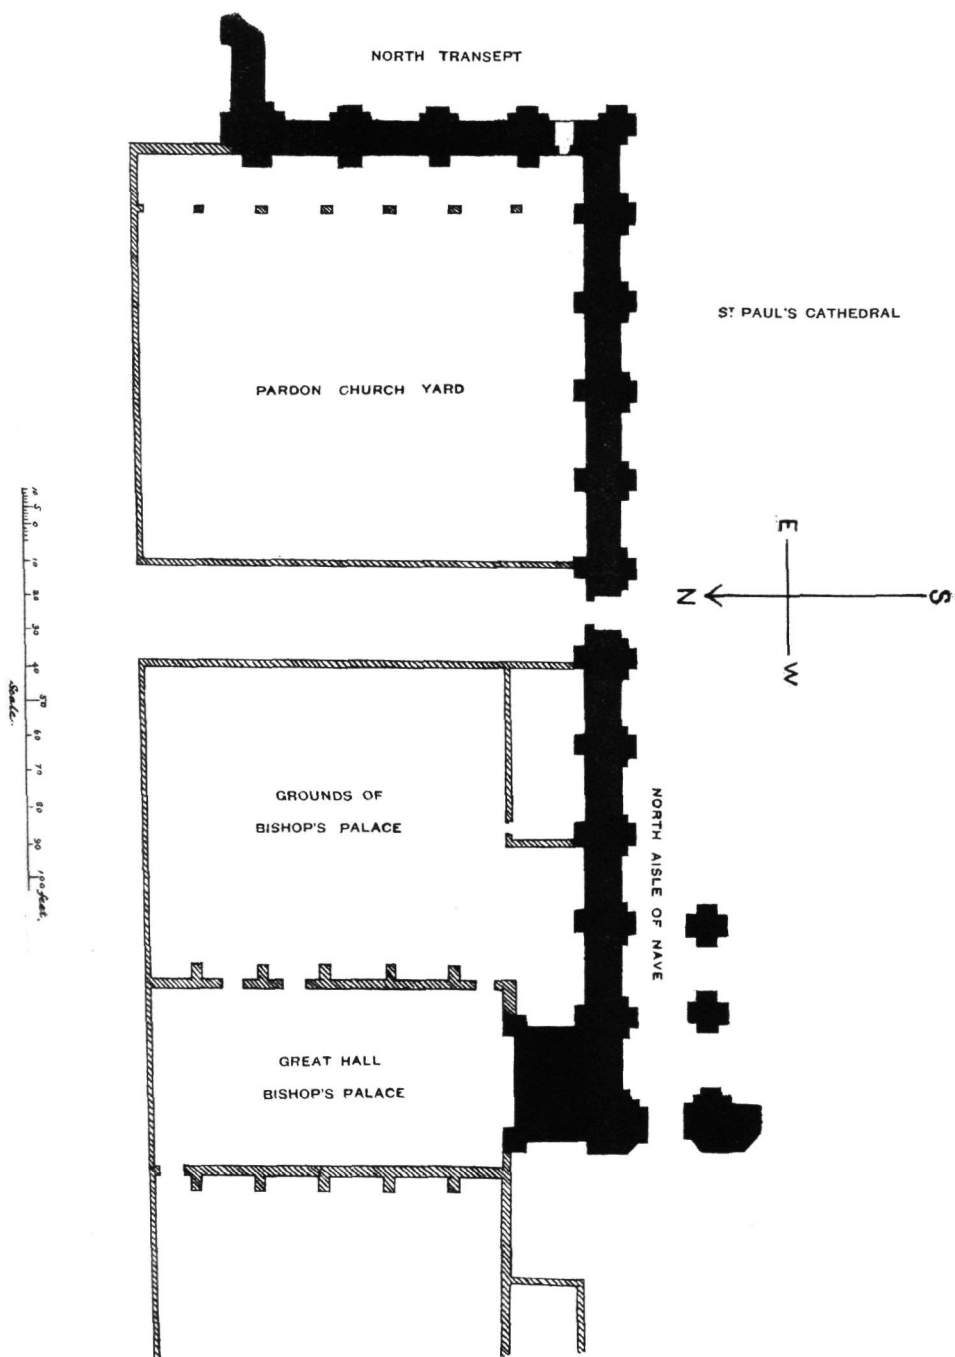 NORTH TRANSEPT
ST PAUL'S CATHEDRAL
PARDON CHURCH YARD
E
N
S
W
10 5 0 10 20 30 40 50 60 70 80 90 100 feet.
Scale.
GROUNDS OF
BISHOP'S PALACE
NORTH AISLE OF NAVE
GREAT HALL
BISHOP'S PALACE